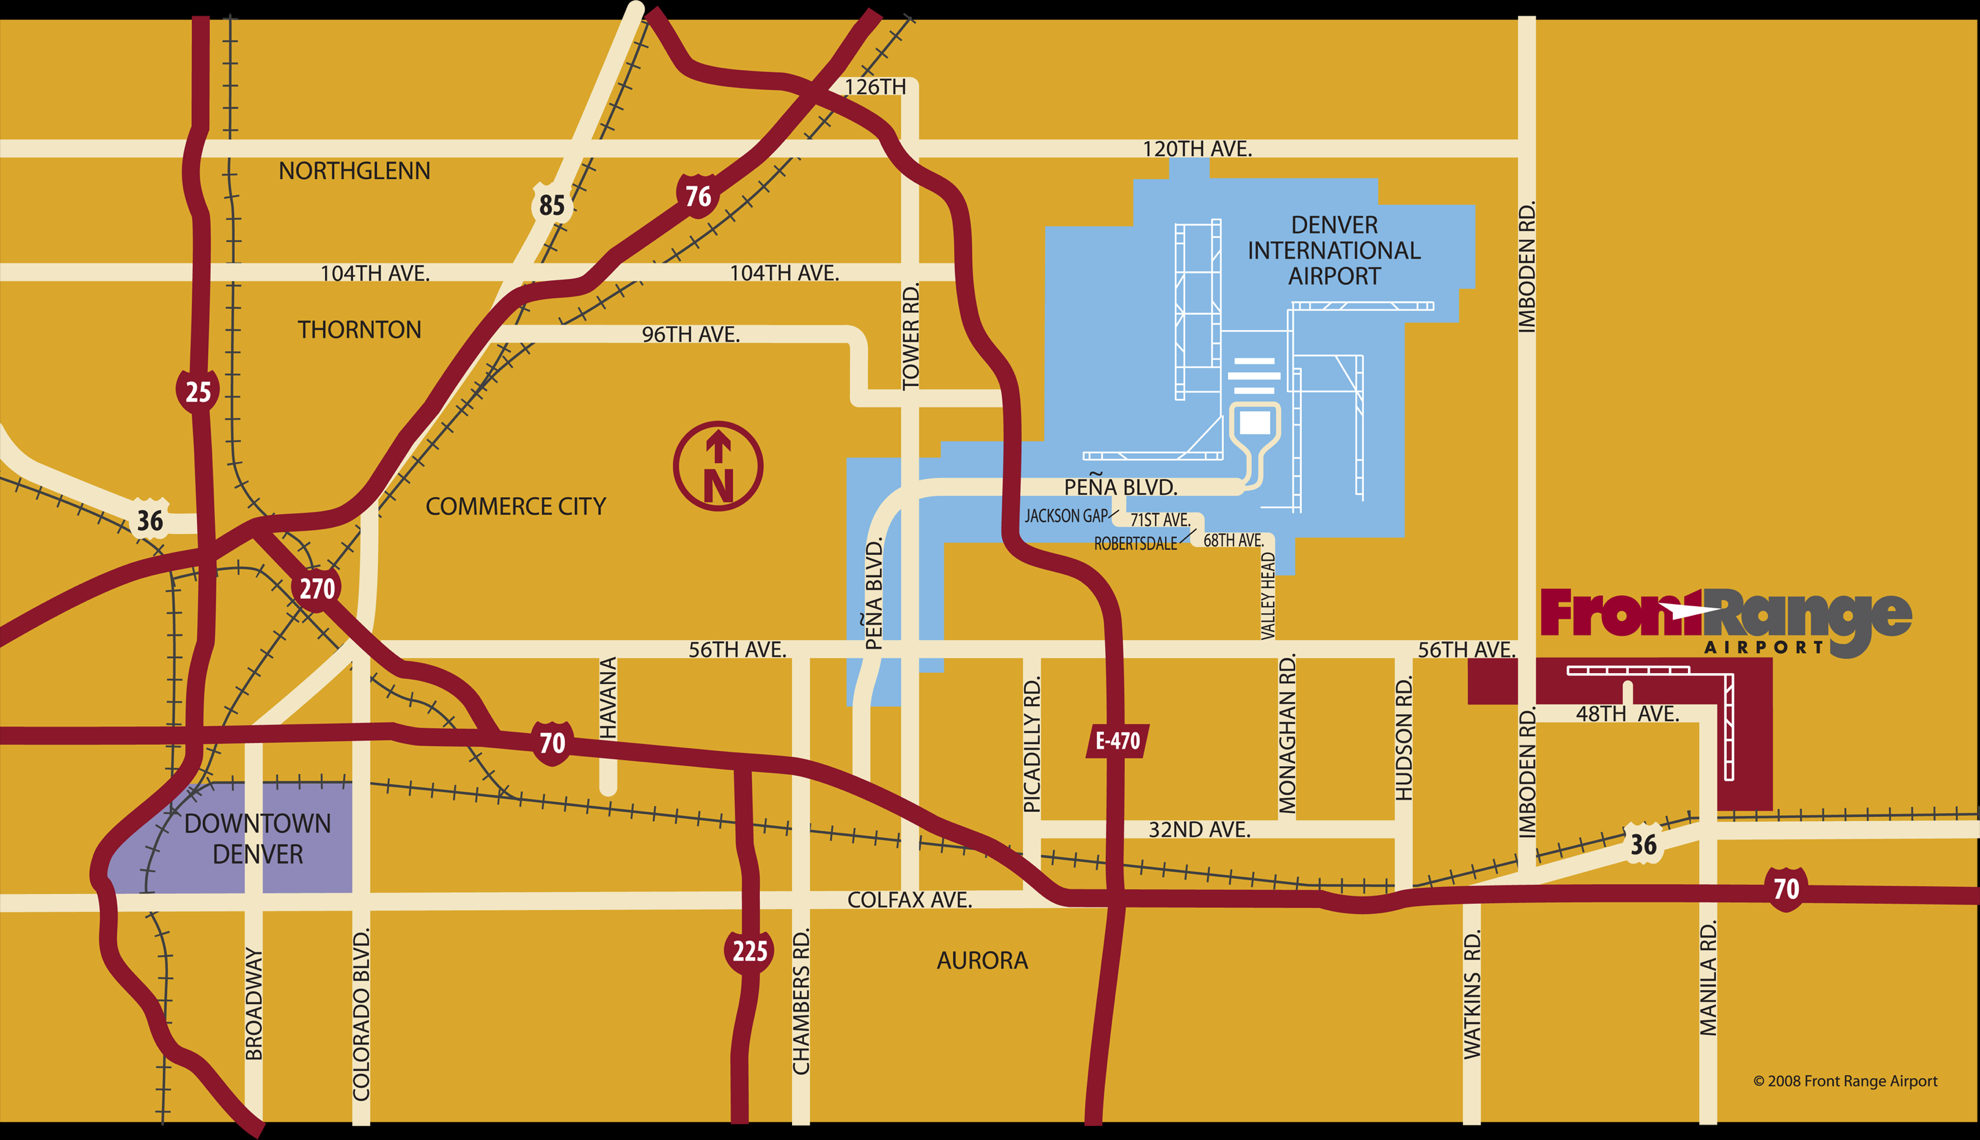 126TH
120TH AVE.
NORTHGLENN
85
76
DENVER
INTERNATIONAL
AIRPORT
IMBODEN RD.
104TH AVE.
104TH AVE.
THORNTON
96TH AVE.
TOWER RD.
25
N
COMMERCE CITY
36
PEÑA BLVD.
JACKSON GAP
71ST AVE.
ROBERTSDALE
68TH AVE.
VALLEY HEAD
PEÑA BLVD.
270
FrontRange
AIRPORT
56TH AVE.
56TH AVE.
HAVANA
PICADILLY RD.
MONAGHAN RD.
HUDSON RD.
IMBODEN RD.
48TH AVE.
70
E-470
DOWNTOWN
DENVER
32ND AVE.
36
70
COLFAX AVE.
225
AURORA
BROADWAY
COLORADO BLVD.
CHAMBERS RD.
WATKINS RD.
MANILA RD.
© 2008 Front Range Airport